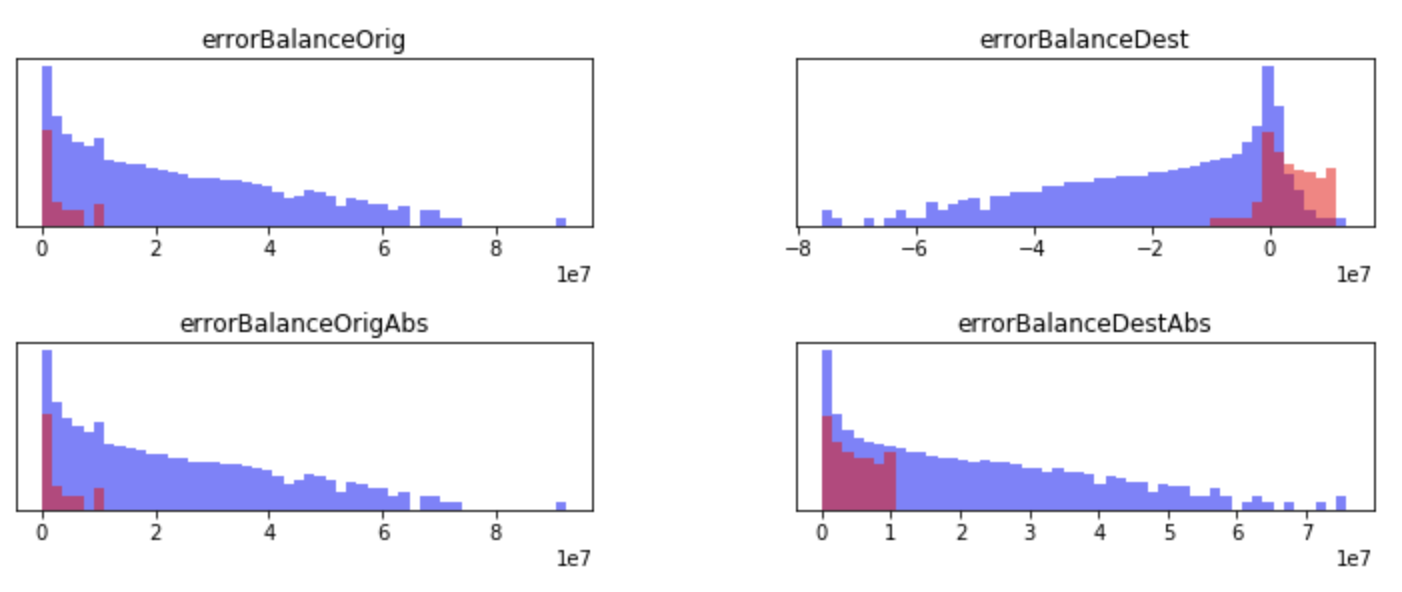 errorBalanceOrig
errorBalanceDest
0 2 4 6 8
1e7
−8 −6 −4 −2 0
1e7
errorBalanceOrigAbs
errorBalanceDestAbs
0 2 4 6 8
1e7
0 1 2 3 4 5 6 7
1e7